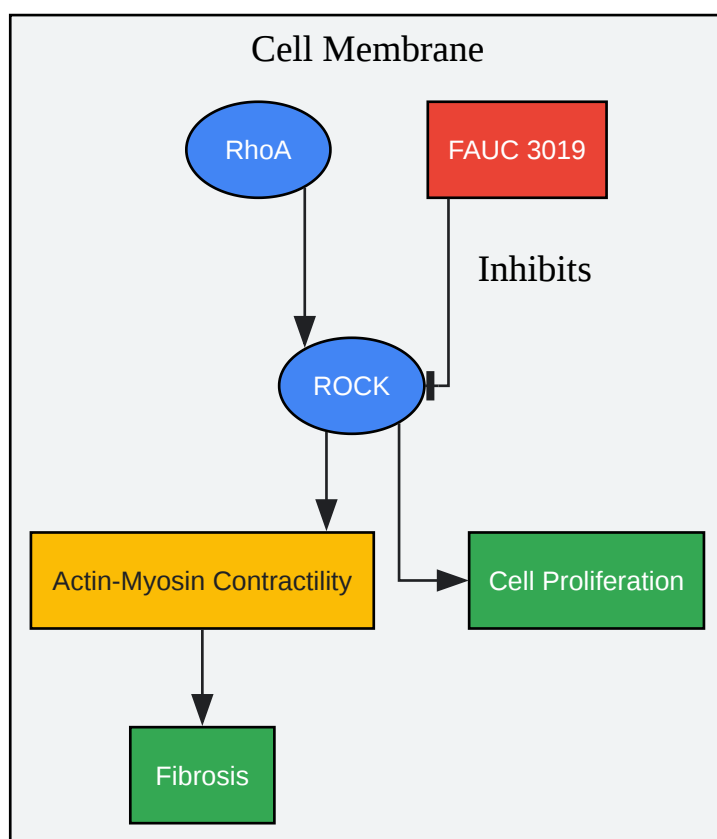 Cell Membrane
RhoA
FAUC 3019
Inhibits
ROCK
Actin-Myosin Contractility
Cell Proliferation
Fibrosis